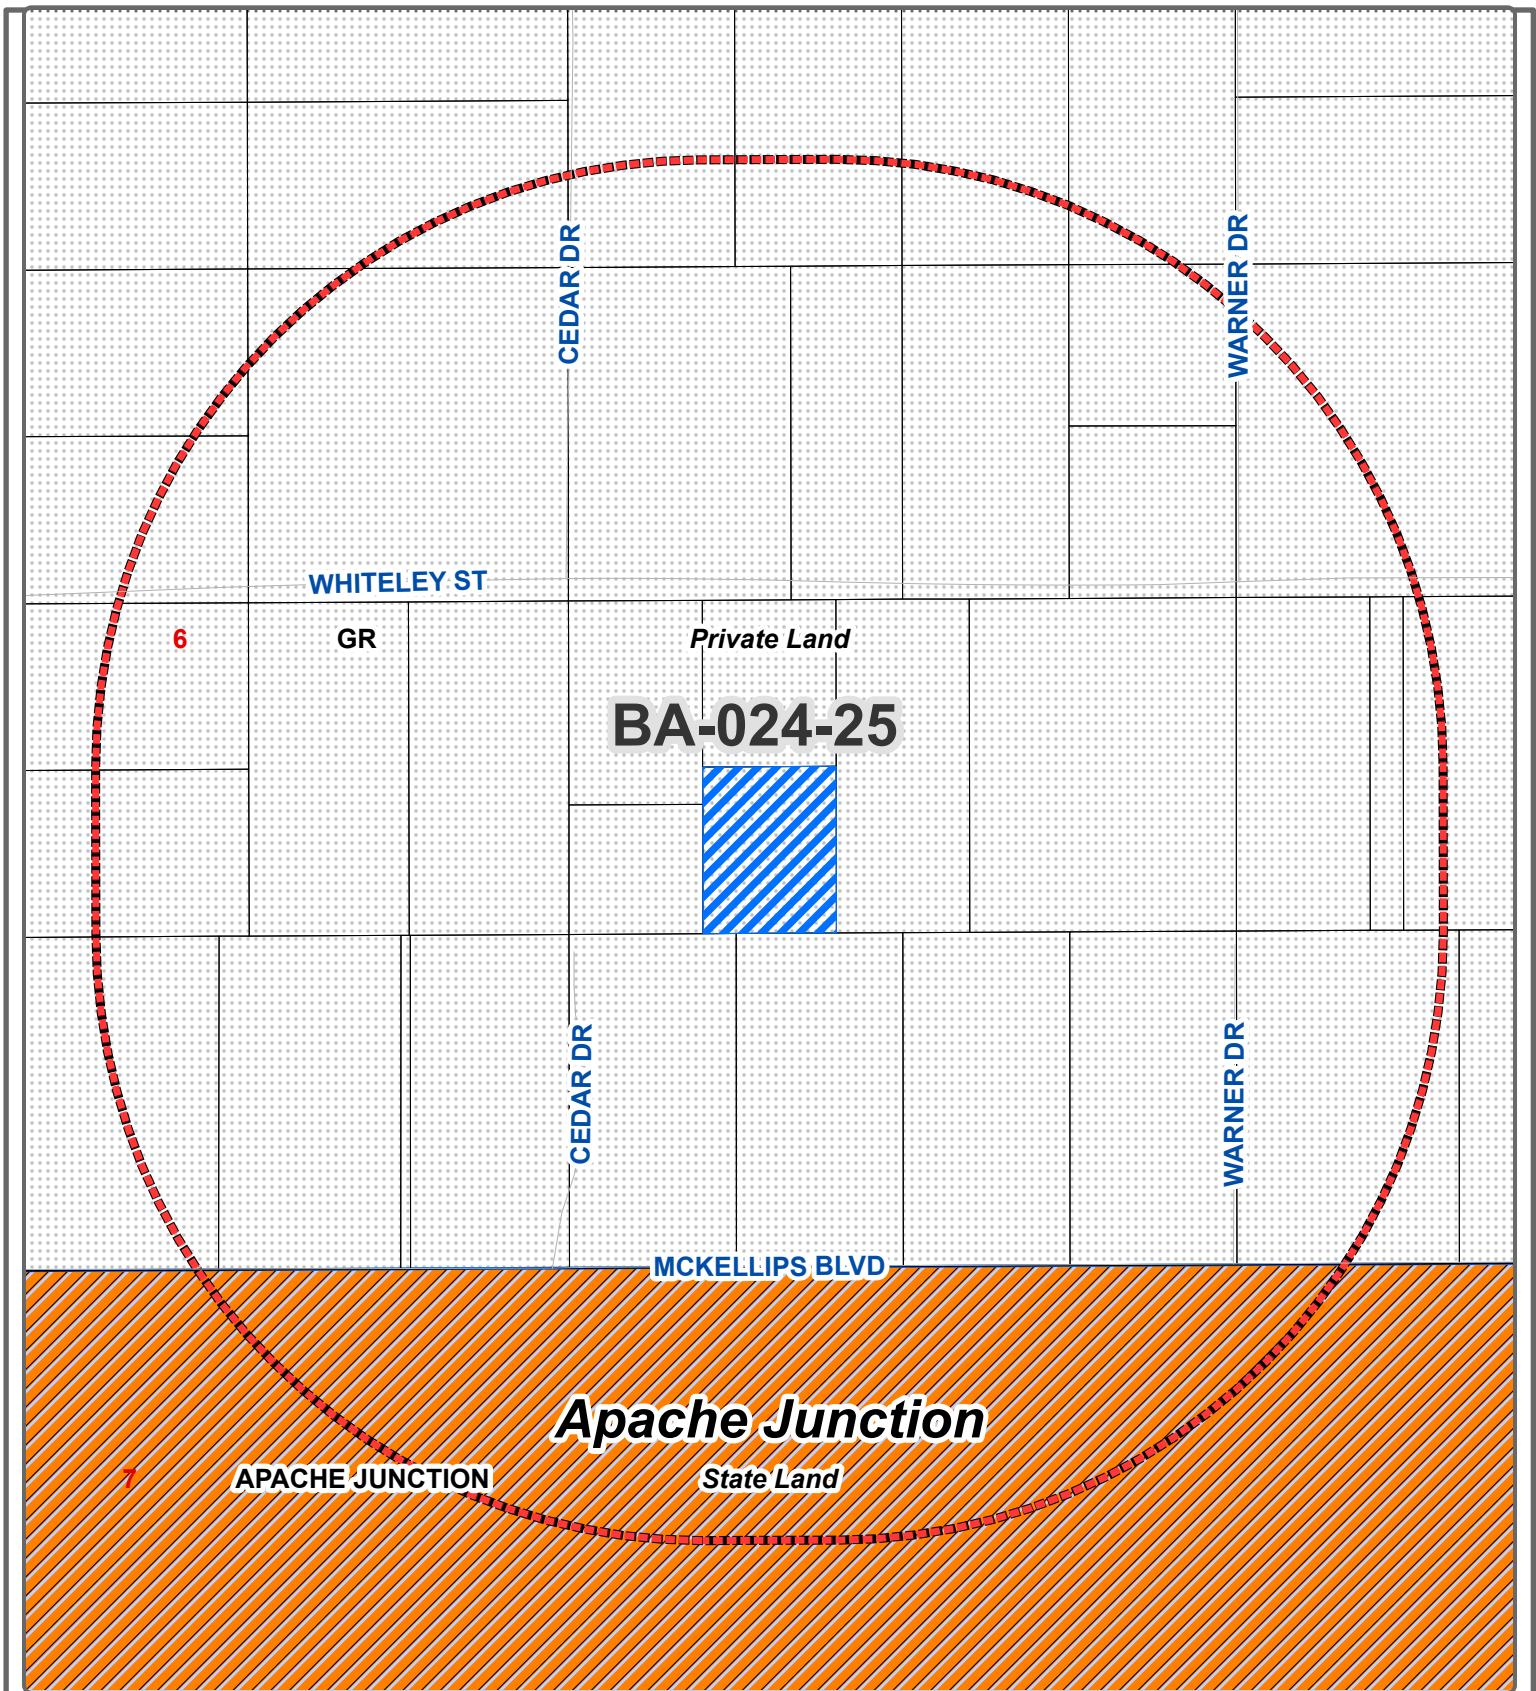 CEDAR DR
WARNER DR
WHITELEY ST
6
GR
Private Land
BA-024-25
CEDAR DR
WARNER DR
MCKELLIPS BLVD
Apache Junction
7
APACHE JUNCTION
State Land